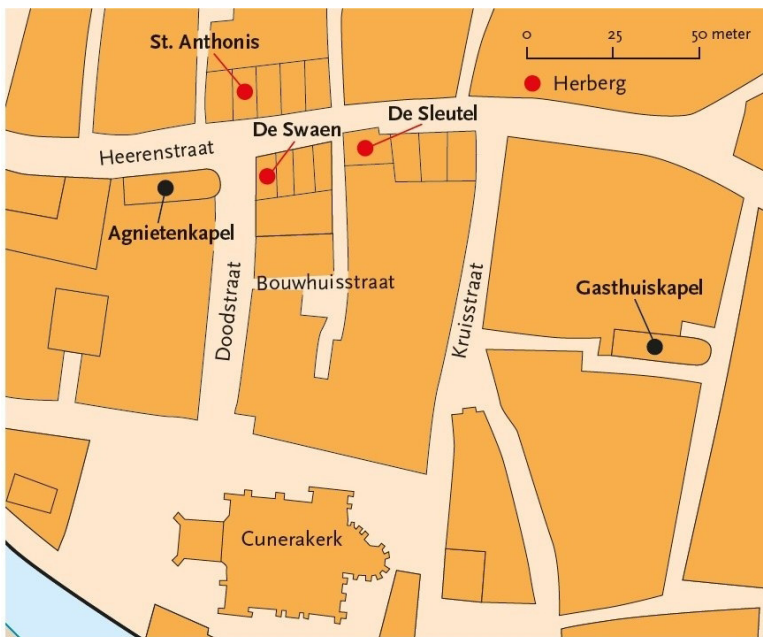 St. Anthonis
0 25 50 meter
Herberg
De Sleutel
De Swaen
Heerenstraat
Agnietenkapel
Bouwhuisstraat
Doodstraat
Kruisstraat
Gasthuiskapel
Cunerakerk